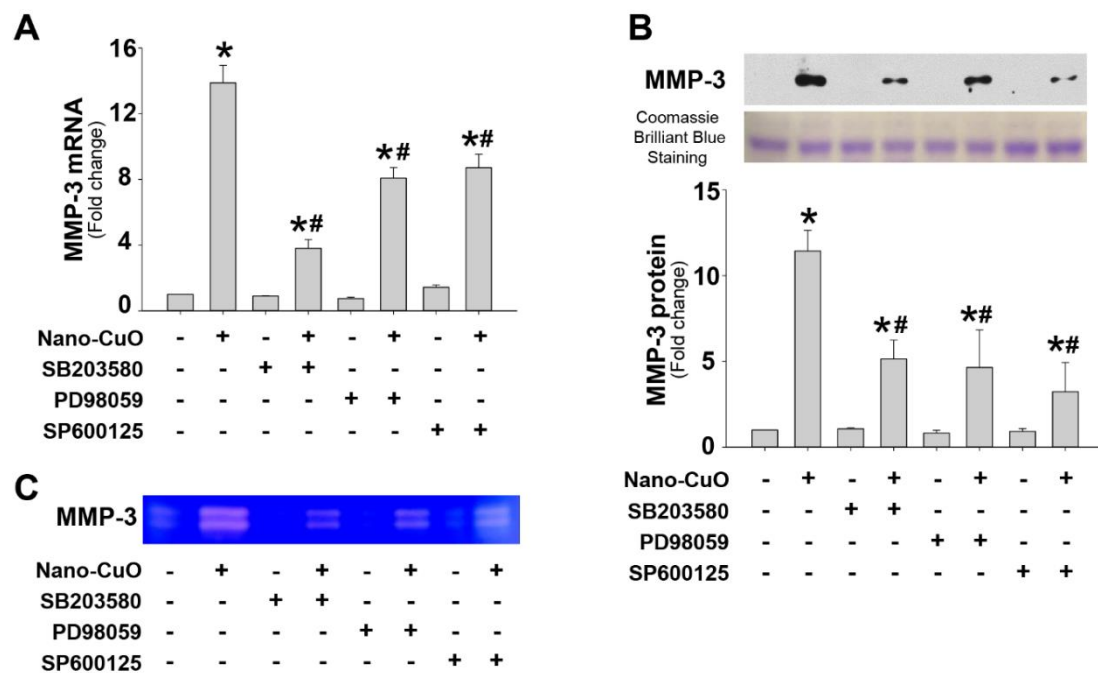 A
MMP-3 mRNA
(Fold change)
16
12
8
4
0
*
*#
*#
*#
Nano-CuO - + - + - + - +
SB203580 - - + + - - - -
PD98059 - - - - + + - -
SP600125 - - - - - - + +
B
MMP-3
Coomassie
Brilliant Blue
Staining
MMP-3 protein
(Fold change)
15
10
5
0
*
*#
*#
*#
Nano-CuO - + - + - + - +
SB203580 - - + + - - - -
PD98059 - - - - + + - -
SP600125 - - - - - - + +
C
MMP-3
Nano-CuO - + - + - + - +
SB203580 - - + + - - - -
PD98059 - - - - + + - -
SP600125 - - - - - - + +